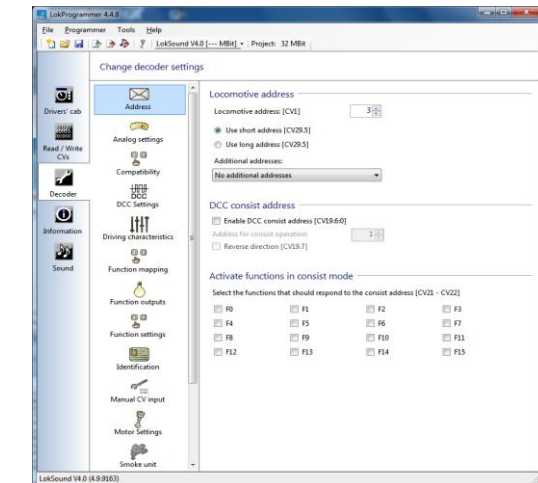 LokProgrammer 4.4.8
File Programmer Tools Help
LokSound V4.0 [--- MBit] Project: 32 MBit
Change decoder settings
Drivers' cab
Read / Write CVs
Decoder
Information
Sound
Address
Analog settings
Compatibility
DCC
DCC Settings
Driving characteristics
Function mapping
Function outputs
Function settings
Identification
Manual CV input
Motor Settings
Smoke unit
Locomotive address
Locomotive address: [CV1] 3
Use short address [CV29.5]
Use long address [CV29.5]
Additional addresses:
No additional addresses
DCC consist address
Enable DCC consist address [CV19.6:0]
Address for consist operation: 1
Reverse direction [CV19.7]
Activate functions in consist mode
Select the functions that should respond to the consist address [CV21 - CV22]
F0 F1 F2 F3
F4 F5 F6 F7
F8 F9 F10 F11
F12 F13 F14 F15
LokSound V4.0 (4.9.9163)